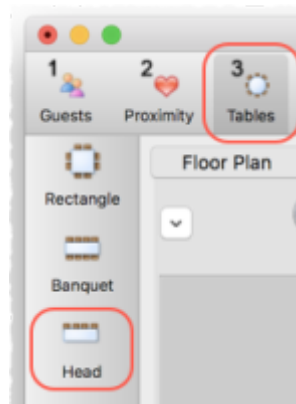 1 2 3
Guests Proximity Tables
Floor Plan
Rectangle
Banquet
Head